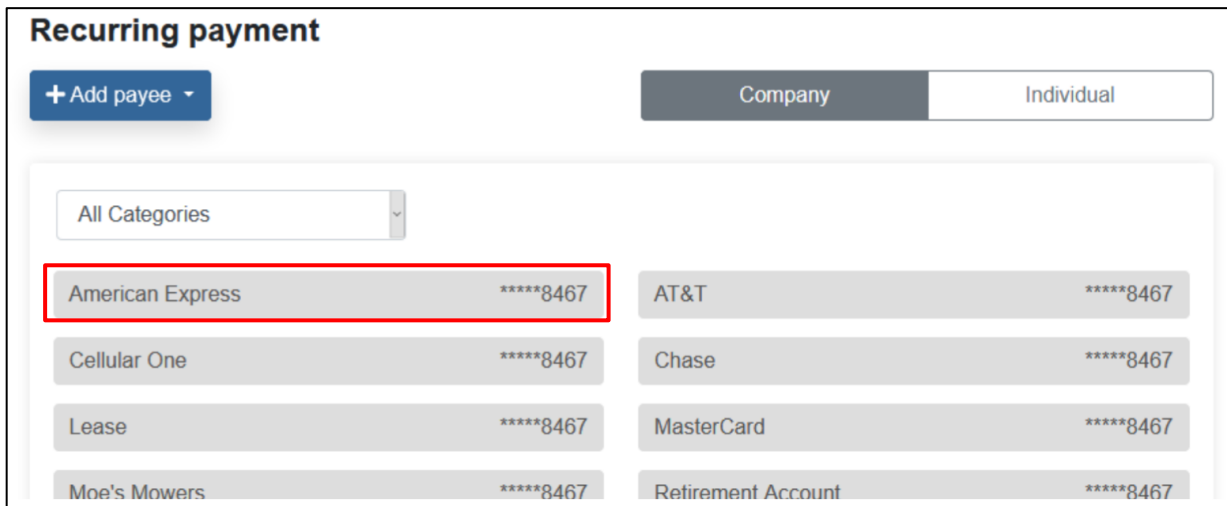 Recurring payment
+ Add payee
Company Individual
All Categories
American Express *****8467 AT&T *****8467
Cellular One *****8467 Chase *****8467
Lease *****8467 MasterCard *****8467
Moe's Mowers *****8467 Retirement Account *****8467